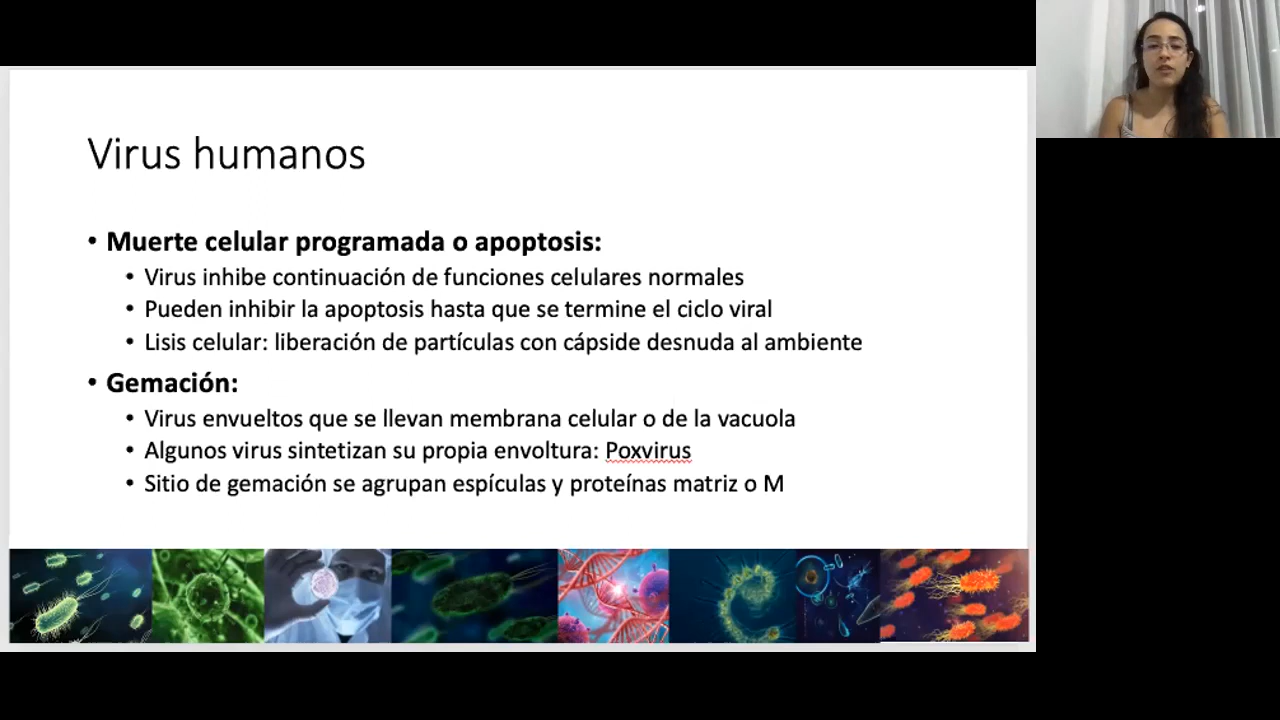 Virus humanos
• Muerte celular programada o apoptosis:
• Virus inhibe continuación de funciones celulares normales
• Pueden inhibir la apoptosis hasta que se termine el ciclo viral
• Lisis celular: liberación de partículas con cápside desnuda al ambiente
• Gemación:
• Virus envueltos que se llevan membrana celular o de la vacuola
• Algunos virus sintetizan su propia envoltura: Poxvirus
• Sitio de gemación se agrupan espículas y proteínas matriz o M